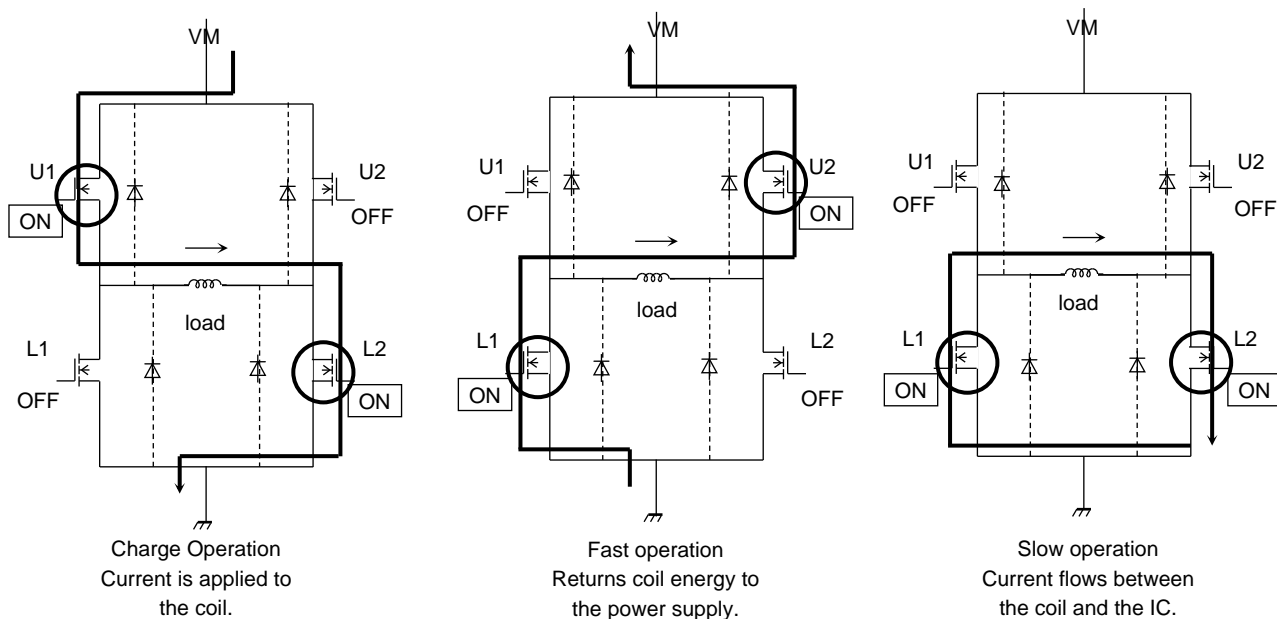 VM
U1
U2
ON
OFF
load
L1
L2
OFF
ON
Charge Operation
Current is applied to
the coil.
VM
U1
U2
OFF
ON
load
L1
L2
ON
OFF
Fast operation
Returns coil energy to
the power supply.
VM
U1
U2
OFF
OFF
load
L1
L2
ON
ON
Slow operation
Current flows between
the coil and the IC.